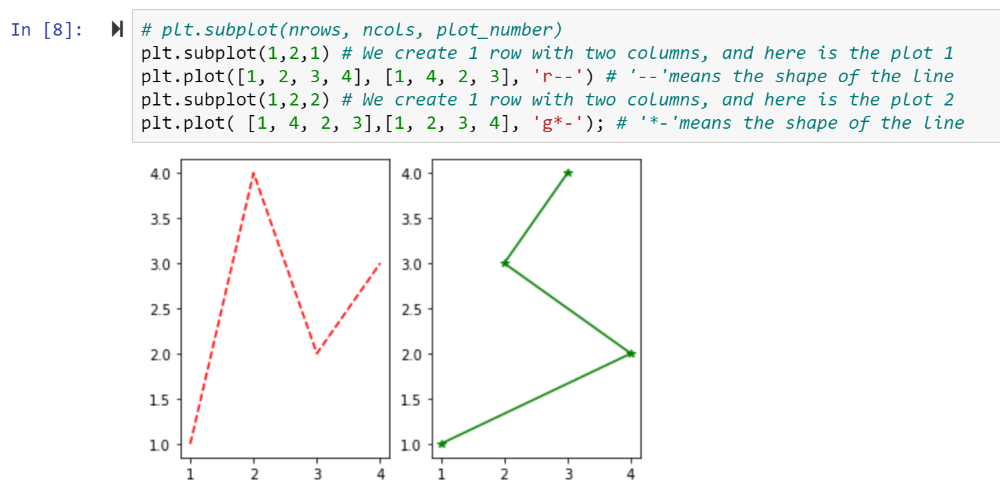 In [8]:
# plt.subplot(nrows, ncols, plot_number)
plt.subplot(1,2,1) # We create 1 row with two columns, and here is the plot 1
plt.plot([1, 2, 3, 4], [1, 4, 2, 3], 'r--') # '--'means the shape of the line
plt.subplot(1,2,2) # We create 1 row with two columns, and here is the plot 2
plt.plot( [1, 4, 2, 3],[1, 2, 3, 4], 'g*-'); # '*-'means the shape of the line
4.0
3.5
3.0
2.5
2.0
1.5
1.0
1 2 3 4
4.0
3.5
3.0
2.5
2.0
1.5
1.0
1 2 3 4